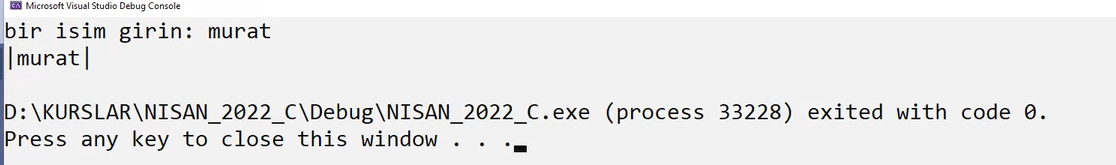 Microsoft Visual Studio Debug Console
bir isim girin: murat
|murat|
D:\KURSLAR\NISAN_2022_C\Debug\NISAN_2022_C.exe (process 33228) exited with code 0.
Press any key to close this window . . .